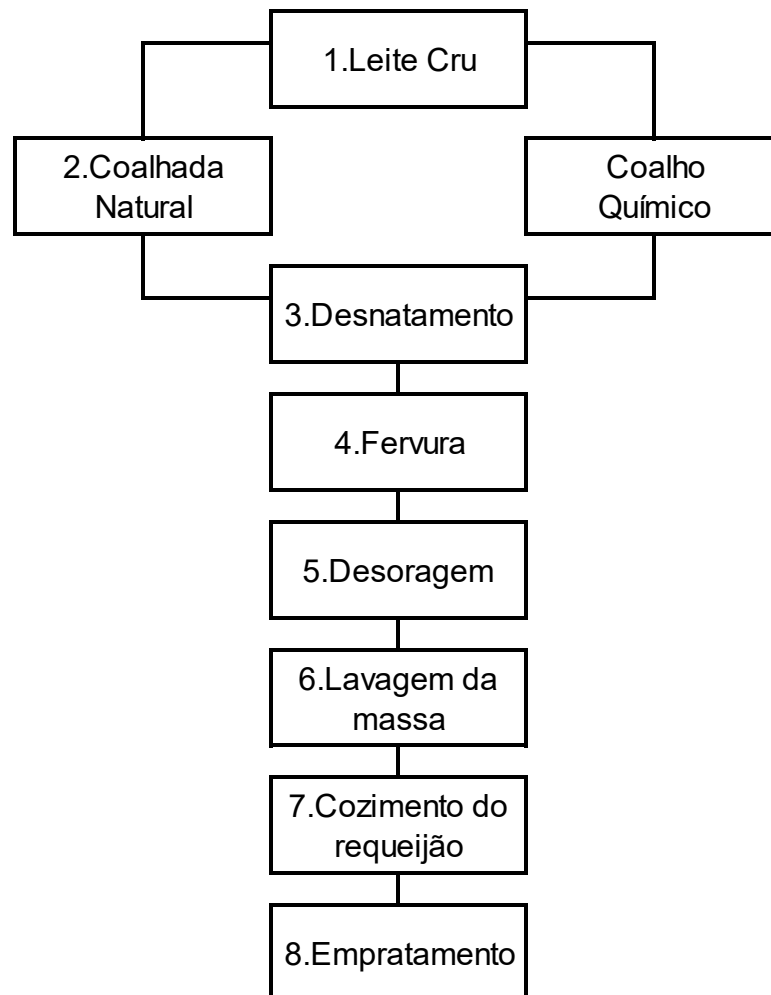 1.Leite Cru
2.Coalhada
Natural
Coalho
Químico
3.Desnatamento
4.Fervura
5.Desoragem
6.Lavagem da
massa
7.Cozimento do
requeijão
8.Empratamento